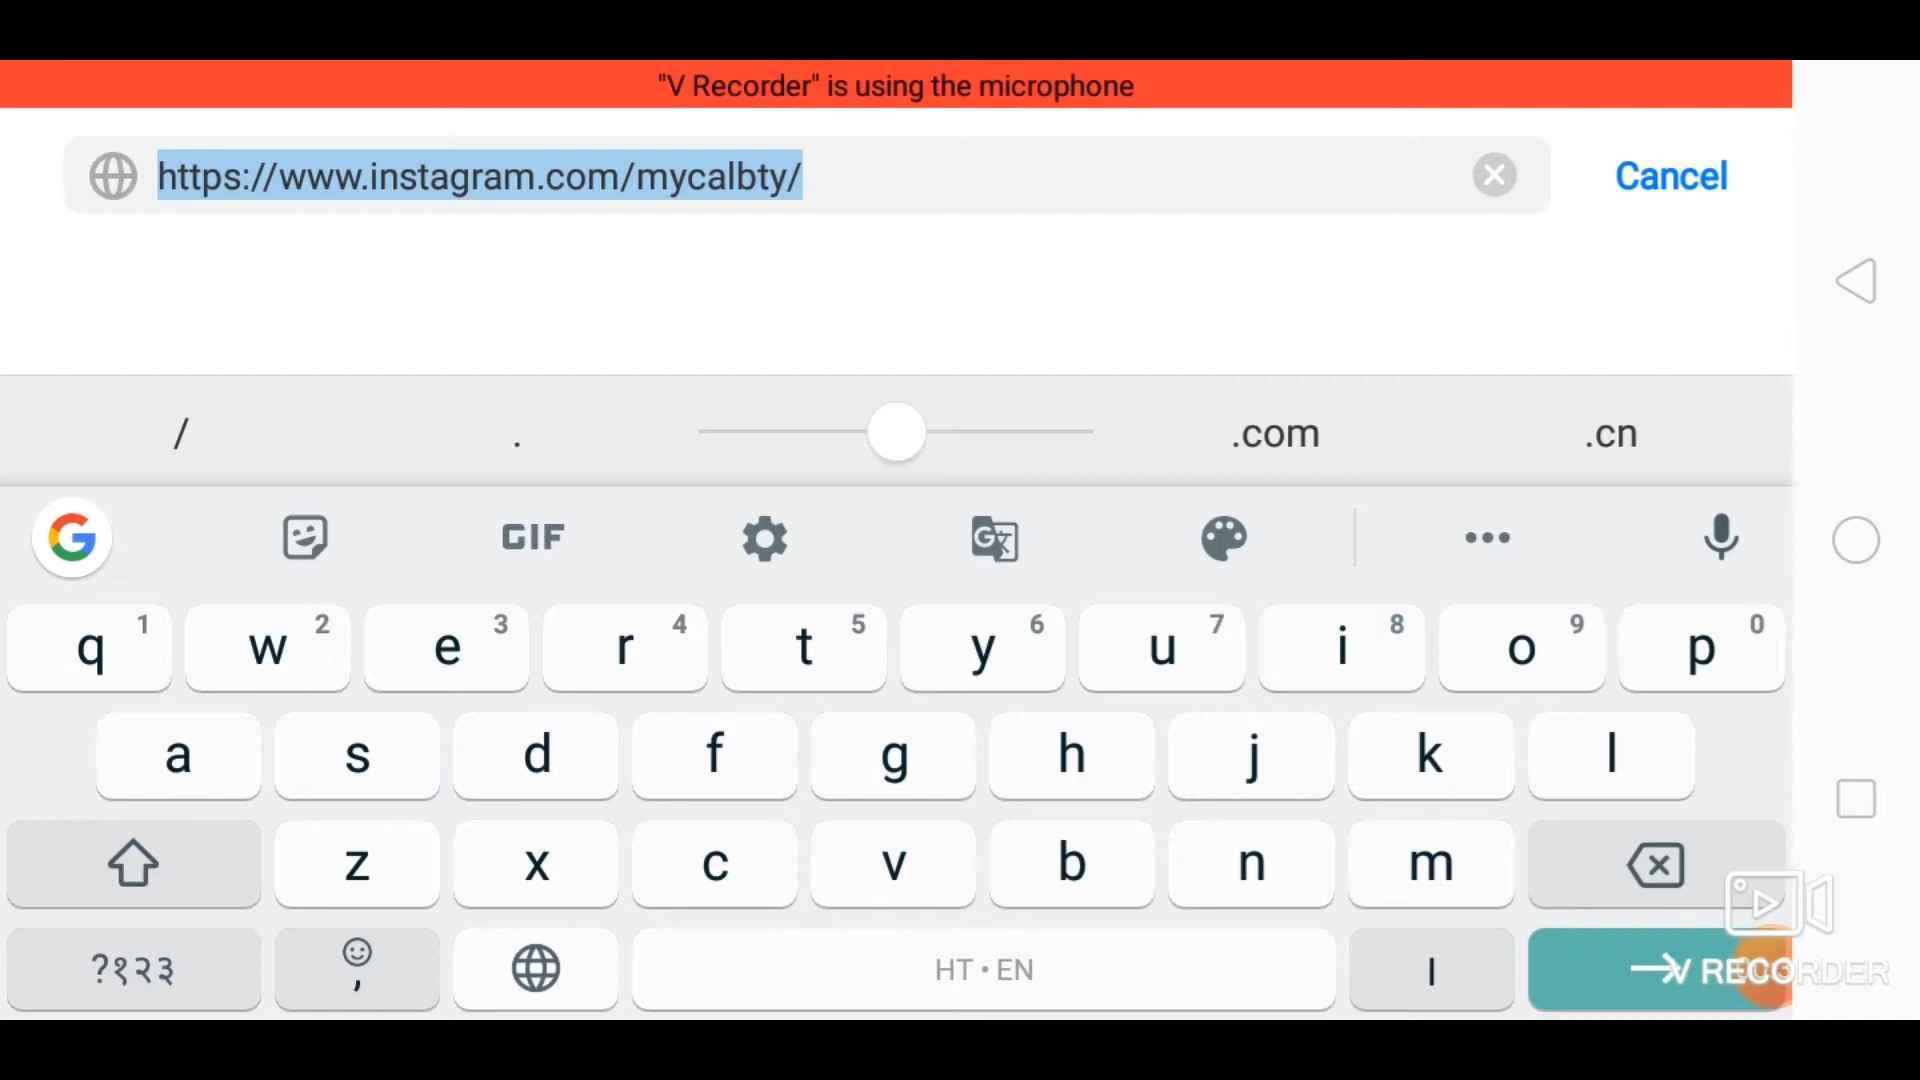 "V Recorder" is using the microphone
https://www.instagram.com/mycalbty/
Cancel
/ . .com .cn
G GIF G
q 1 w 2 e 3 r 4 t 5 y 6 u 7 i 8 o 9 p 0
a s d f g h j k l
z x c v b n m
?१२३ , HT • EN ।
V RECORDER